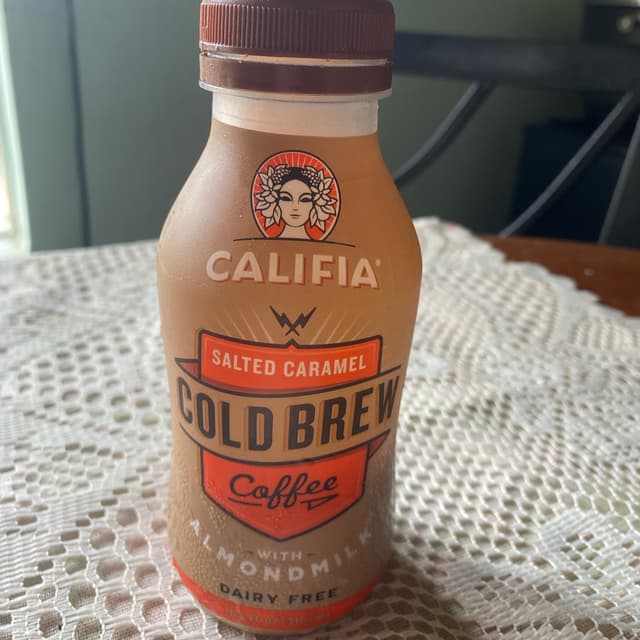 CALIFIA
SALTED CARAMEL
COLD BREW
Coffee
WITH
ALMONDMILK
DAIRY FREE